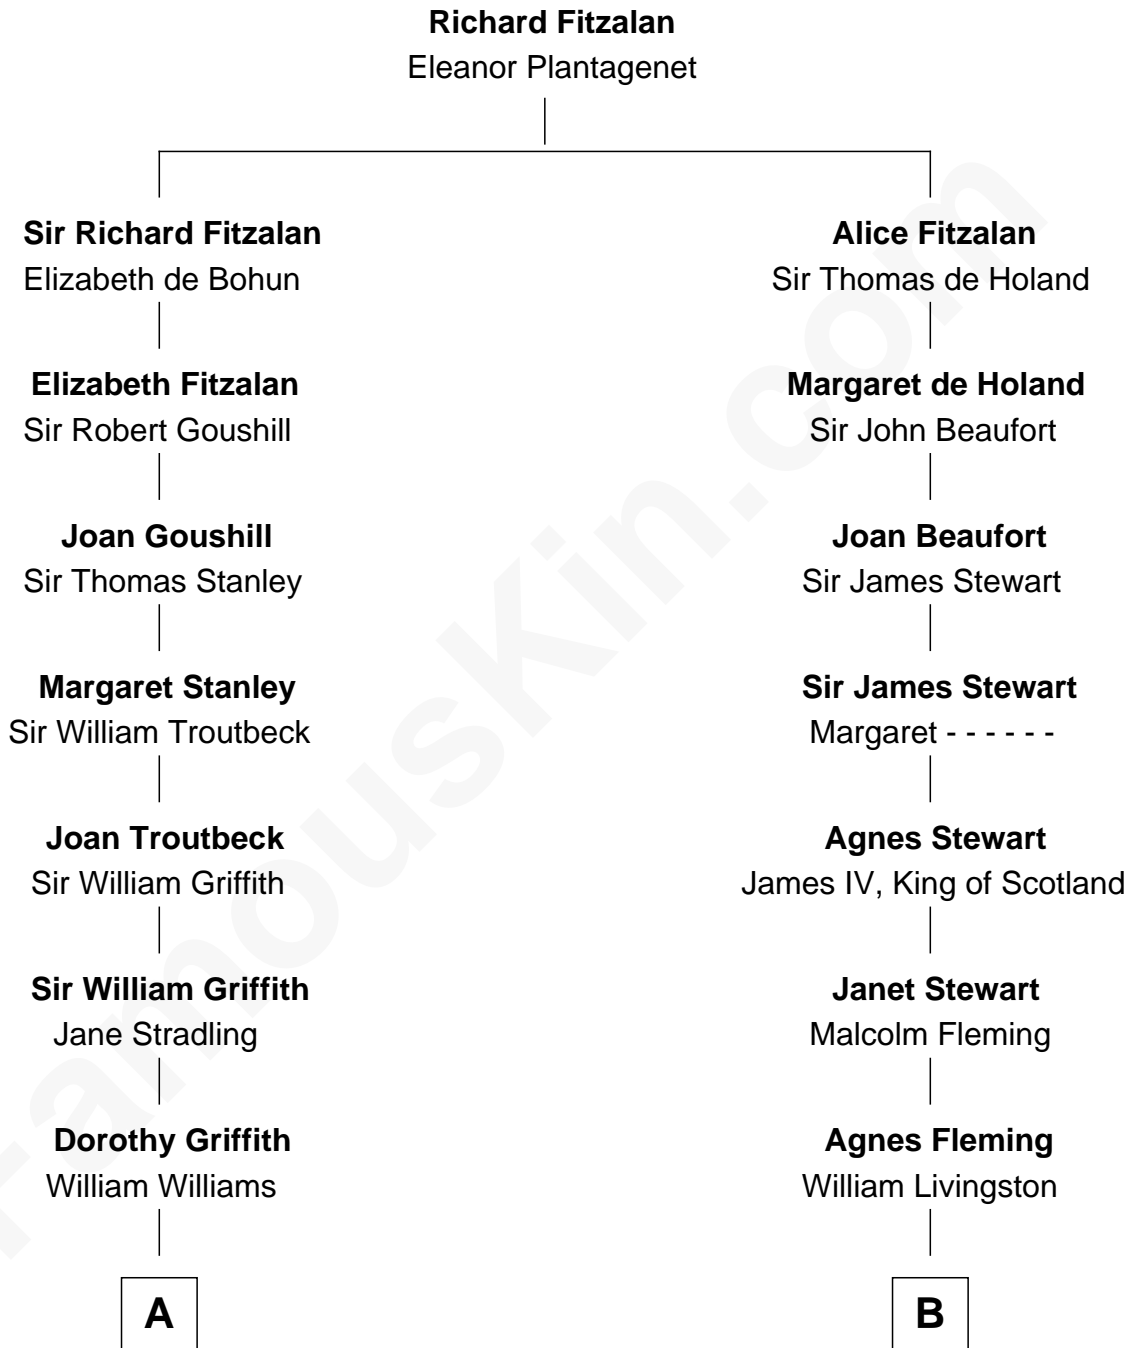 Richard Fitzalan
Eleanor Plantagenet
Sir Richard Fitzalan
Elizabeth de Bohun
Elizabeth Fitzalan
Sir Robert Goushill
Joan Goushill
Sir Thomas Stanley
Margaret Stanley
Sir William Troutbeck
Joan Troutbeck
Sir William Griffith
Sir William Griffith
Jane Stradling
Dorothy Griffith
William Williams
A
Alice Fitzalan
Sir Thomas de Holand
Margaret de Holand
Sir John Beaufort
Joan Beaufort
Sir James Stewart
Sir James Stewart
Margaret - - - - - -
Agnes Stewart
James IV, King of Scotland
Janet Stewart
Malcolm Fleming
Agnes Fleming
William Livingston
B
FamousKin.com